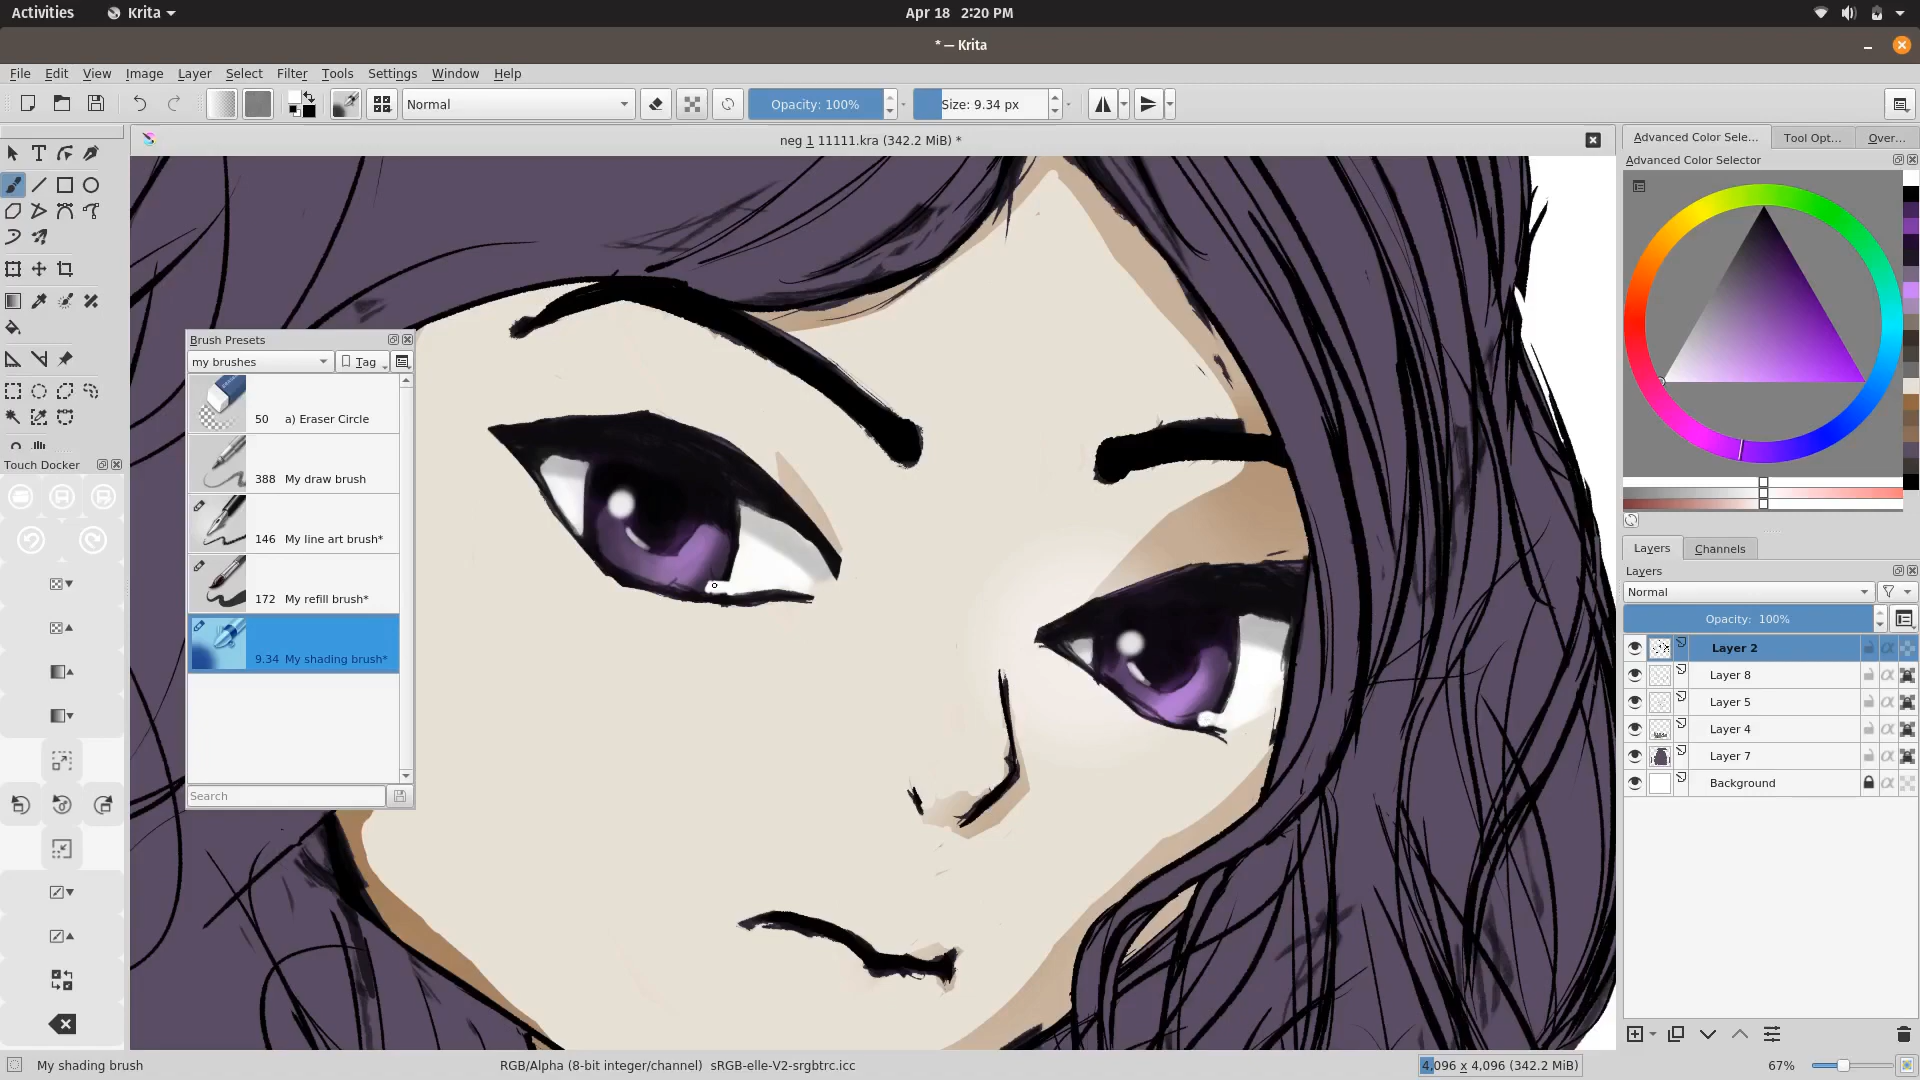 Activities Krita Apr 18 2:20 PM
* — Krita
File Edit View Image Layer Select Filter Tools Settings Window Help
Normal Opacity: 100% Size: 9.34 px
neg 1 11111.kra (342.2 MiB) *
Advanced Color Sele... Tool Opt... Over...
Advanced Color Selector
Brush Presets
my brushes Tag
50 a) Eraser Circle
388 My draw brush
146 My line art brush*
172 My refill brush*
9.34 My shading brush*
Search
Touch Docker
Layers Channels
Layers
Normal
Opacity: 100%
Layer 2
Layer 8
Layer 5
Layer 4
Layer 7
Background
My shading brush RGB/Alpha (8-bit integer/channel) sRGB-elle-V2-srgbtrc.icc 4,096 x 4,096 (342.2 MiB) 67%